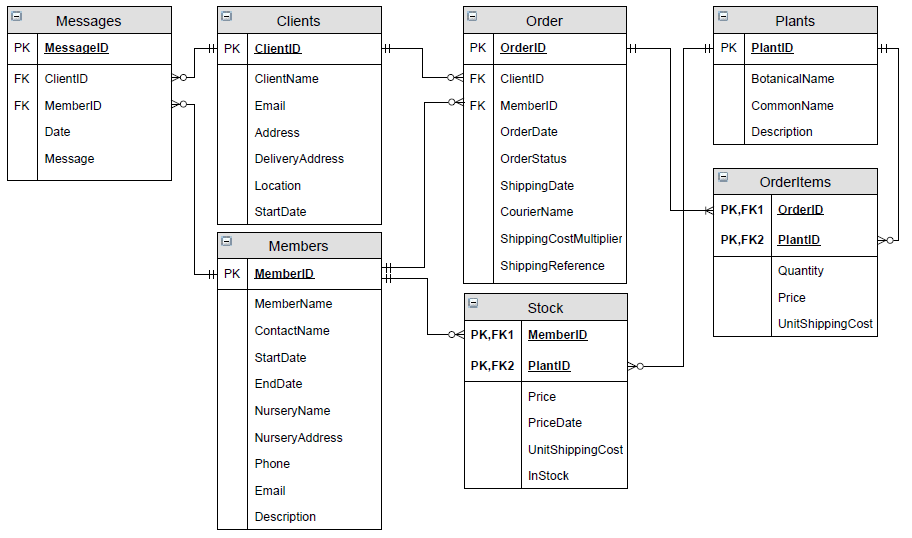 Messages
PK MessageID
FK ClientID
FK MemberID
Date
Message
Clients
PK ClientID
ClientName
Email
Address
DeliveryAddress
Location
StartDate
Members
PK MemberID
MemberName
ContactName
StartDate
EndDate
NurseryName
NurseryAddress
Phone
Email
Description
Order
PK OrderID
FK ClientID
FK MemberID
OrderDate
OrderStatus
ShippingDate
CourierName
ShippingCostMultiplier
ShippingReference
Stock
PK,FK1 MemberID
PK,FK2 PlantID
Price
PriceDate
UnitShippingCost
InStock
Plants
PK PlantID
BotanicalName
CommonName
Description
OrderItems
PK,FK1 OrderID
PK,FK2 PlantID
Quantity
Price
UnitShippingCost